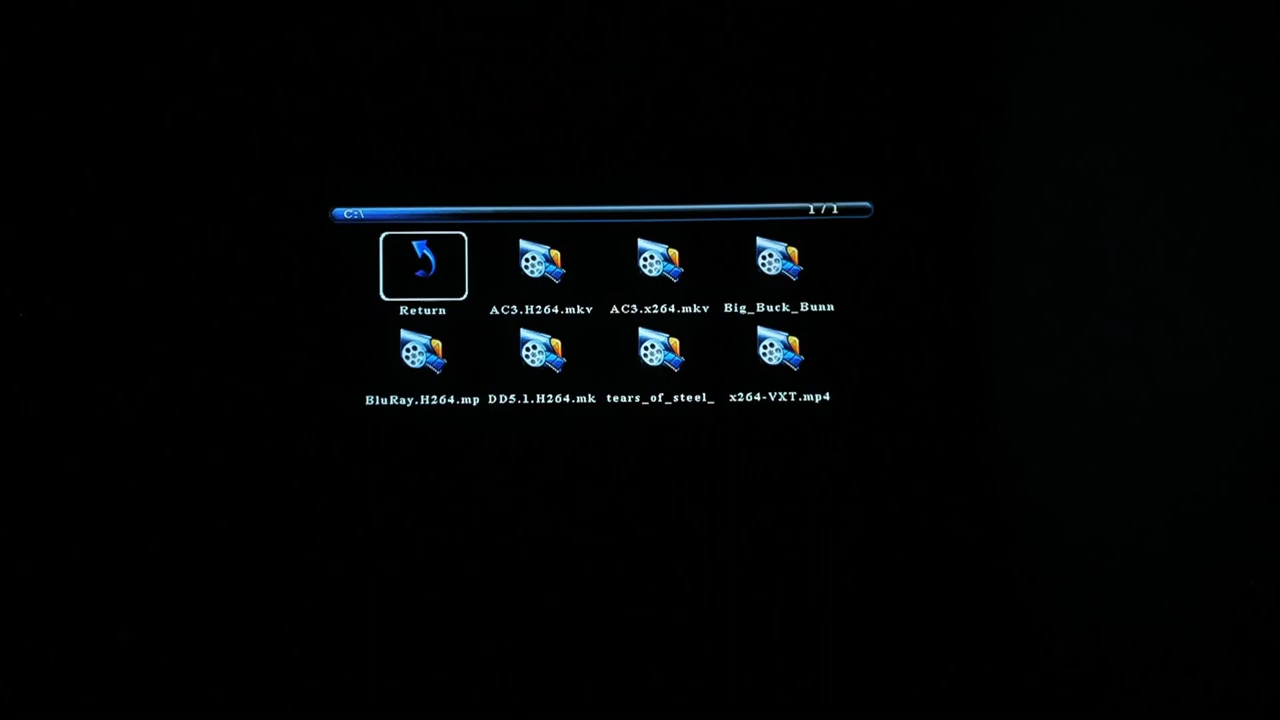 C:\ 1 / 1
Return AC3.H264.mkv AC3.x264.mkv Big_Buck_Bunn
BluRay.H264.mp DD5.1.H264.mk tears_of_steel_ x264-VXT.mp4